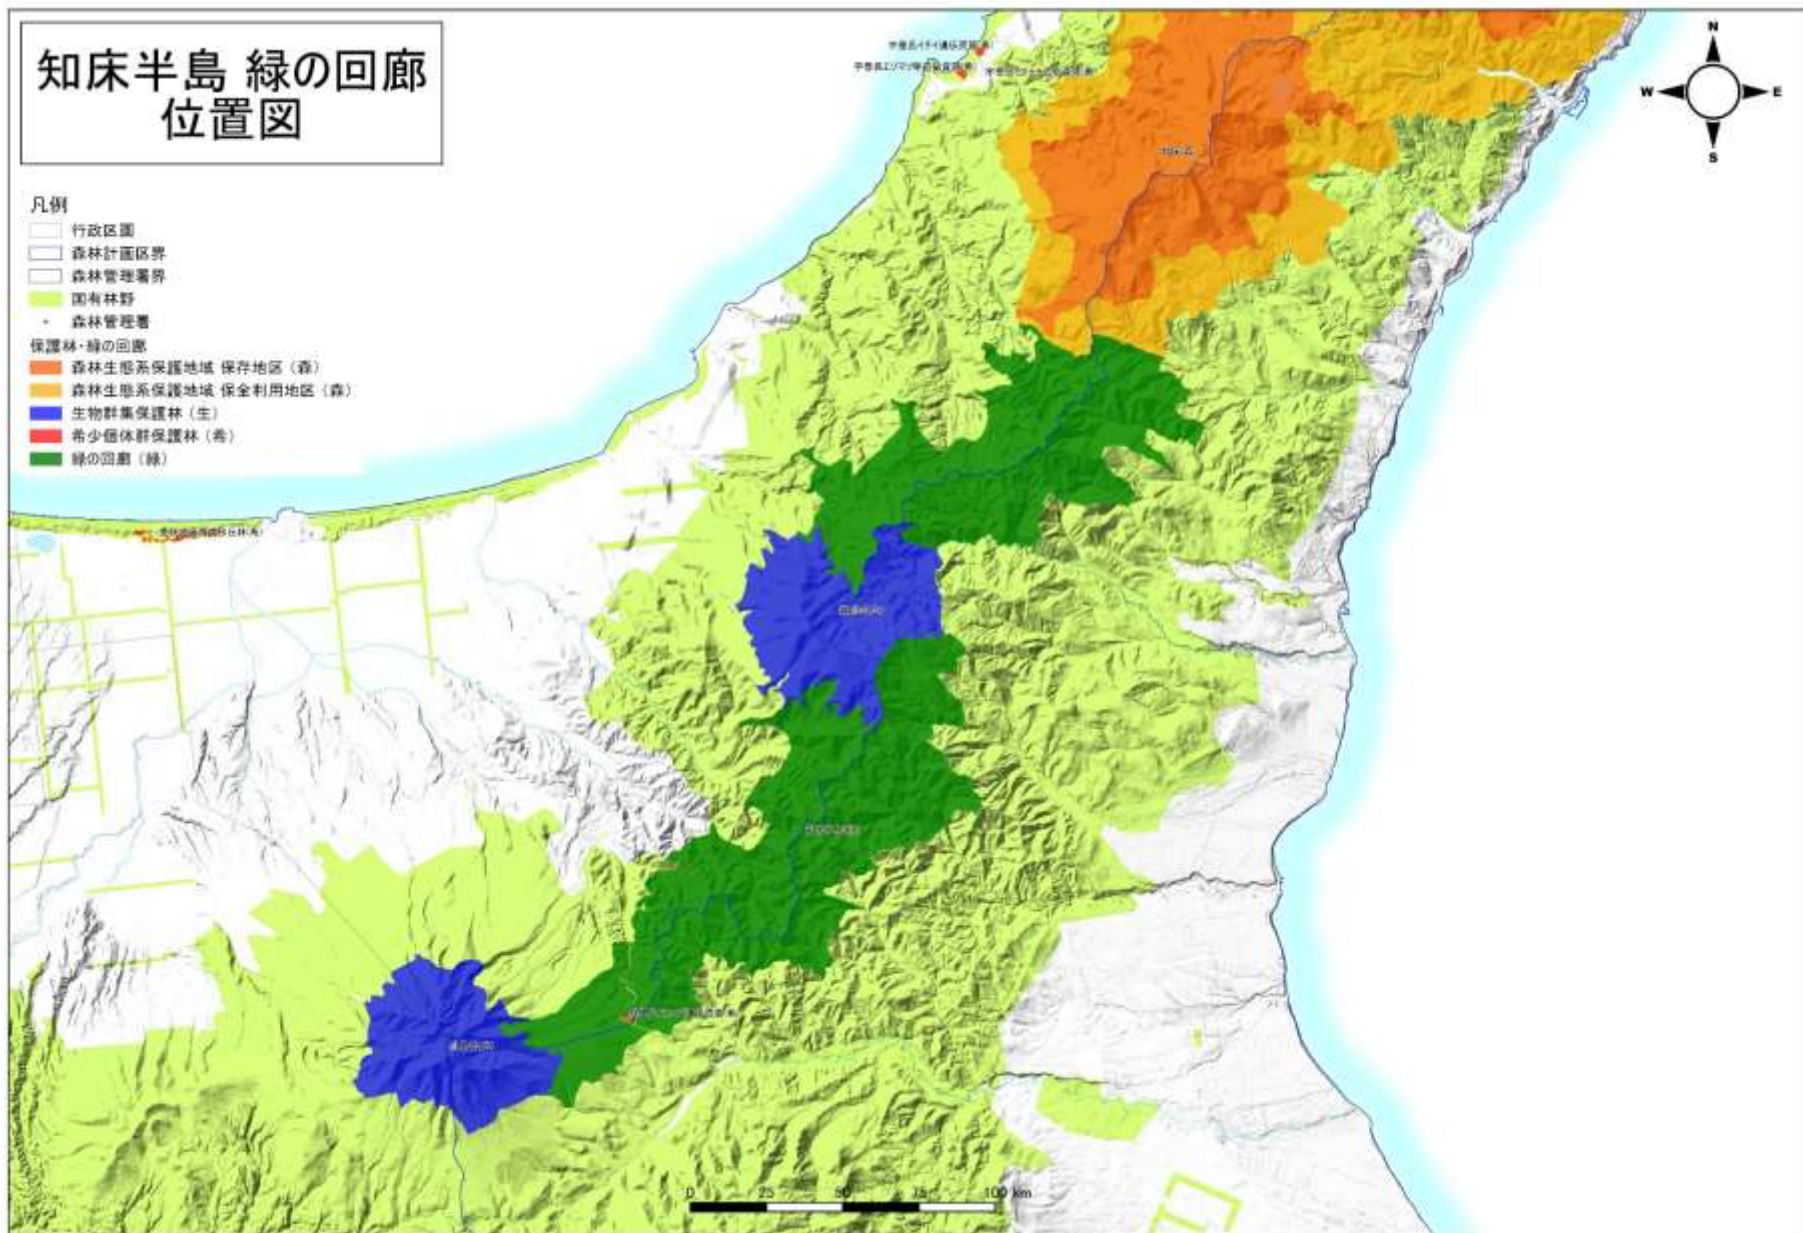 知床半島 緑の回廊
位置図
N
W
E
S
凡例
行政区画
森林計画区界
森林管理署界
国有林野
森林管理署
保護林・緑の回廊
森林生態系保護地域 保存地区（森）
森林生態系保護地域 保全利用地区（森）
生物群集保護林（生）
希少個体群保護林（希）
緑の回廊（緑）
0 25 50 75 100 km